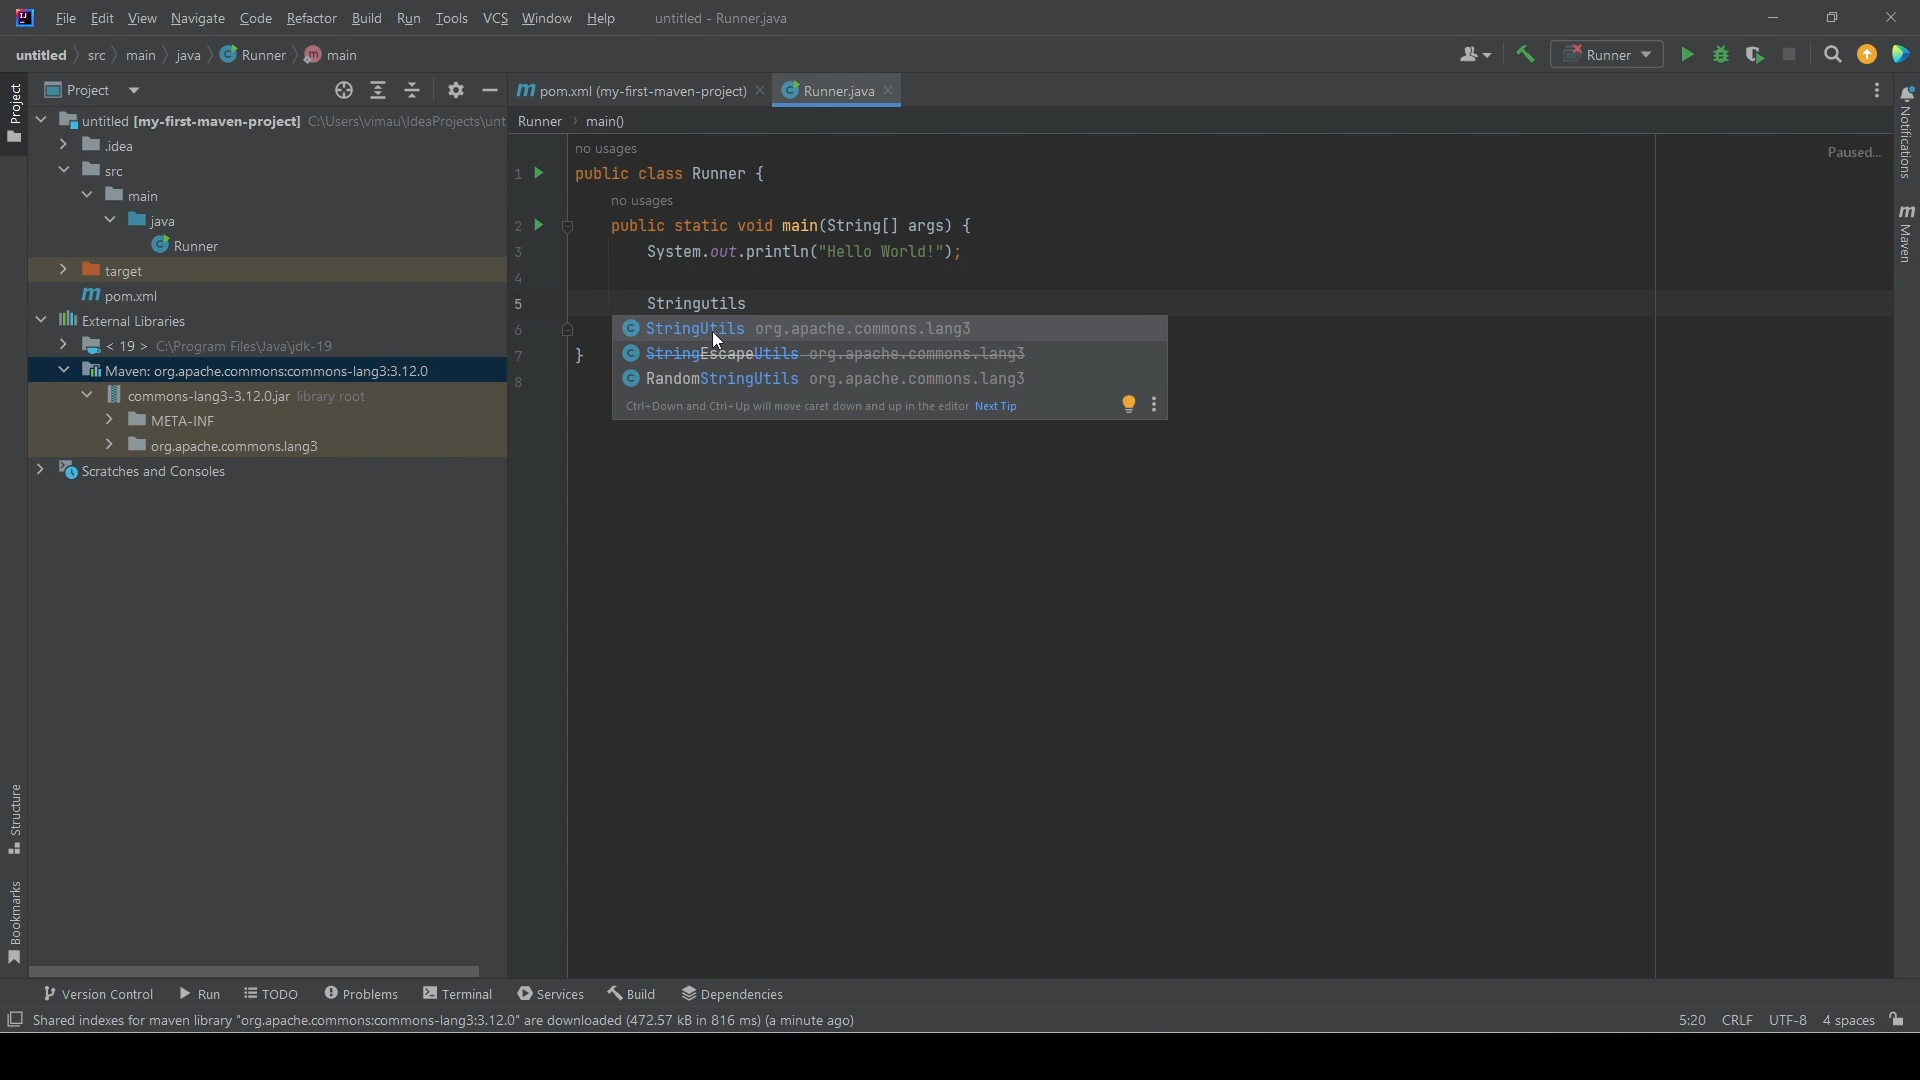 File Edit View Navigate Code Refactor Build Run Tools VCS Window Help untitled - Runner.java
untitled src main java Runner m main Runner
Project
Project
pom.xml (my-first-maven-project) Runner.java
Notifications
Maven
untitled [my-first-maven-project] C:\Users\vimau\IdeaProjects\unt
.idea
src
main
java
Runner
target
pom.xml
External Libraries
< 19 > C:\Program Files\Java\jdk-19
Maven: org.apache.commons:commons-lang3:3.12.0
commons-lang3-3.12.0.jar library root
META-INF
org.apache.commons.lang3
Scratches and Consoles
Runner main()
Paused...
no usages
1 public class Runner {
no usages
2 public static void main(String[] args) {
3 System.out.println("Hello World!");
4
5 Stringutils
6
7 }
8
StringUtils org.apache.commons.lang3
StringEscapeUtils org.apache.commons.lang3
RandomStringUtils org.apache.commons.lang3
Ctrl+Down and Ctrl+Up will move caret down and up in the editor Next Tip
Structure
Bookmarks
Version Control Run TODO Problems Terminal Services Build Dependencies
Shared indexes for maven library "org.apache.commons:commons-lang3:3.12.0" are downloaded (472.57 kB in 816 ms) (a minute ago) 5:20 CRLF UTF-8 4 spaces